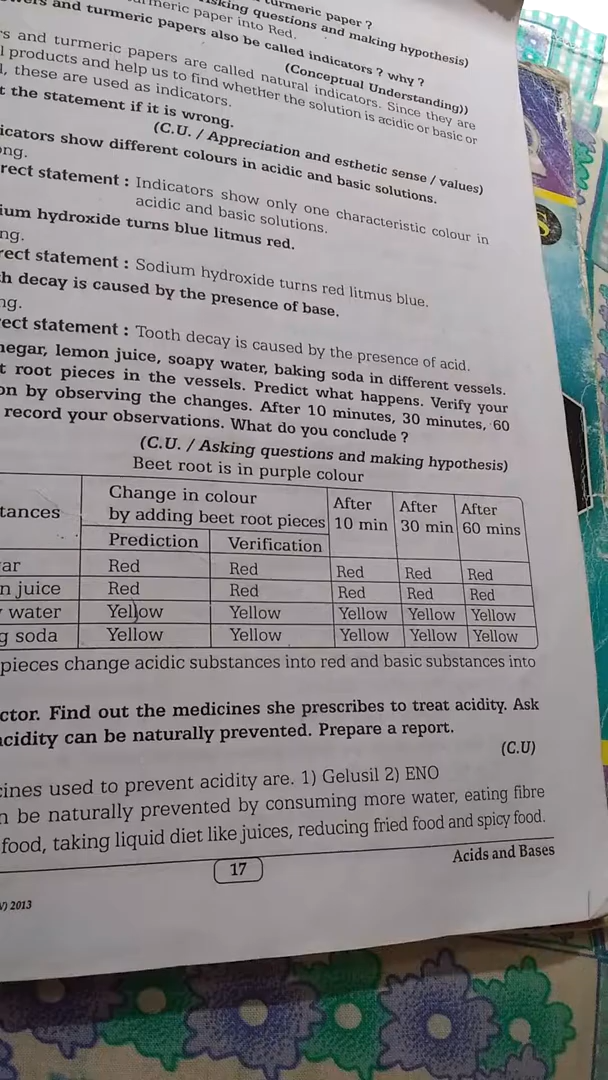 turmeric paper ?
asking questions and making hypothesis)
turmeric paper into Red.
and turmeric papers also be called indicators ? why ?
(Conceptual Understanding))
s and turmeric papers are called natural indicators. Since they are
l products and help us to find whether the solution is acidic or basic or
l, these are used as indicators.
t the statement if it is wrong.
(C.U. / Appreciation and esthetic sense / values)
icators show different colours in acidic and basic solutions.
ong.
rect statement : Indicators show only one characteristic colour in
acidic and basic solutions.
ium hydroxide turns blue litmus red.
ng.
rect statement : Sodium hydroxide turns red litmus blue.
h decay is caused by the presence of base.
ng.
ect statement : Tooth decay is caused by the presence of acid.
negar, lemon juice, soapy water, baking soda in different vessels.
t root pieces in the vessels. Predict what happens. Verify your
on by observing the changes. After 10 minutes, 30 minutes, 60
record your observations. What do you conclude ?
(C.U. / Asking questions and making hypothesis)
Beet root is in purple colour
tances Change in colour by adding beet root pieces After 10 min After 30 min After 60 mins
Prediction Verification
ar Red Red Red Red Red
n juice Red Red Red Red Red
water Yellow Yellow Yellow Yellow Yellow
g soda Yellow Yellow Yellow Yellow Yellow
pieces change acidic substances into red and basic substances into
ctor. Find out the medicines she prescribes to treat acidity. Ask
acidity can be naturally prevented. Prepare a report.
(C.U)
cines used to prevent acidity are. 1) Gelusil 2) ENO
n be naturally prevented by consuming more water, eating fibre
food, taking liquid diet like juices, reducing fried food and spicy food.
17
Acids and Bases
V) 2013
S